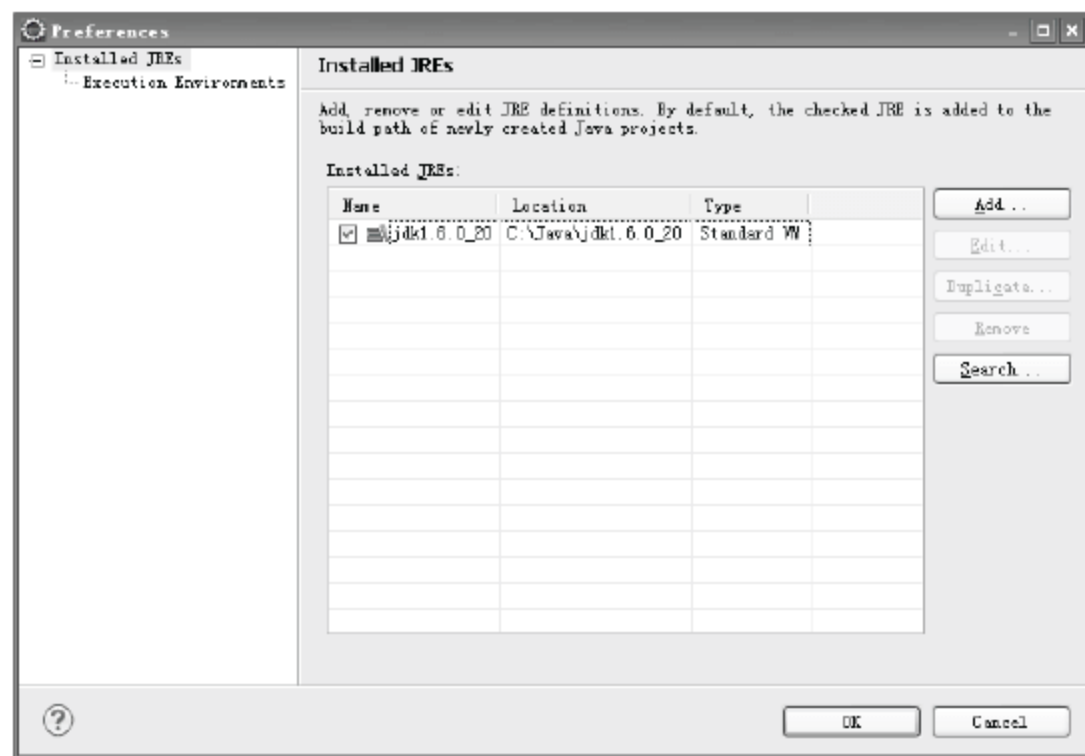 Preferences
Installed JREs
Execution Environments
Installed JREs
Add, remove or edit JRE definitions. By default, the checked JRE is added to the
build path of newly created Java projects.
Installed JREs:
Name Location Type
jdk1.6.0_20 C:\Java\jdk1.6.0_20 Standard VM
Add...
Edit...
Duplicate...
Remove
Search...
?
OK
Cancel